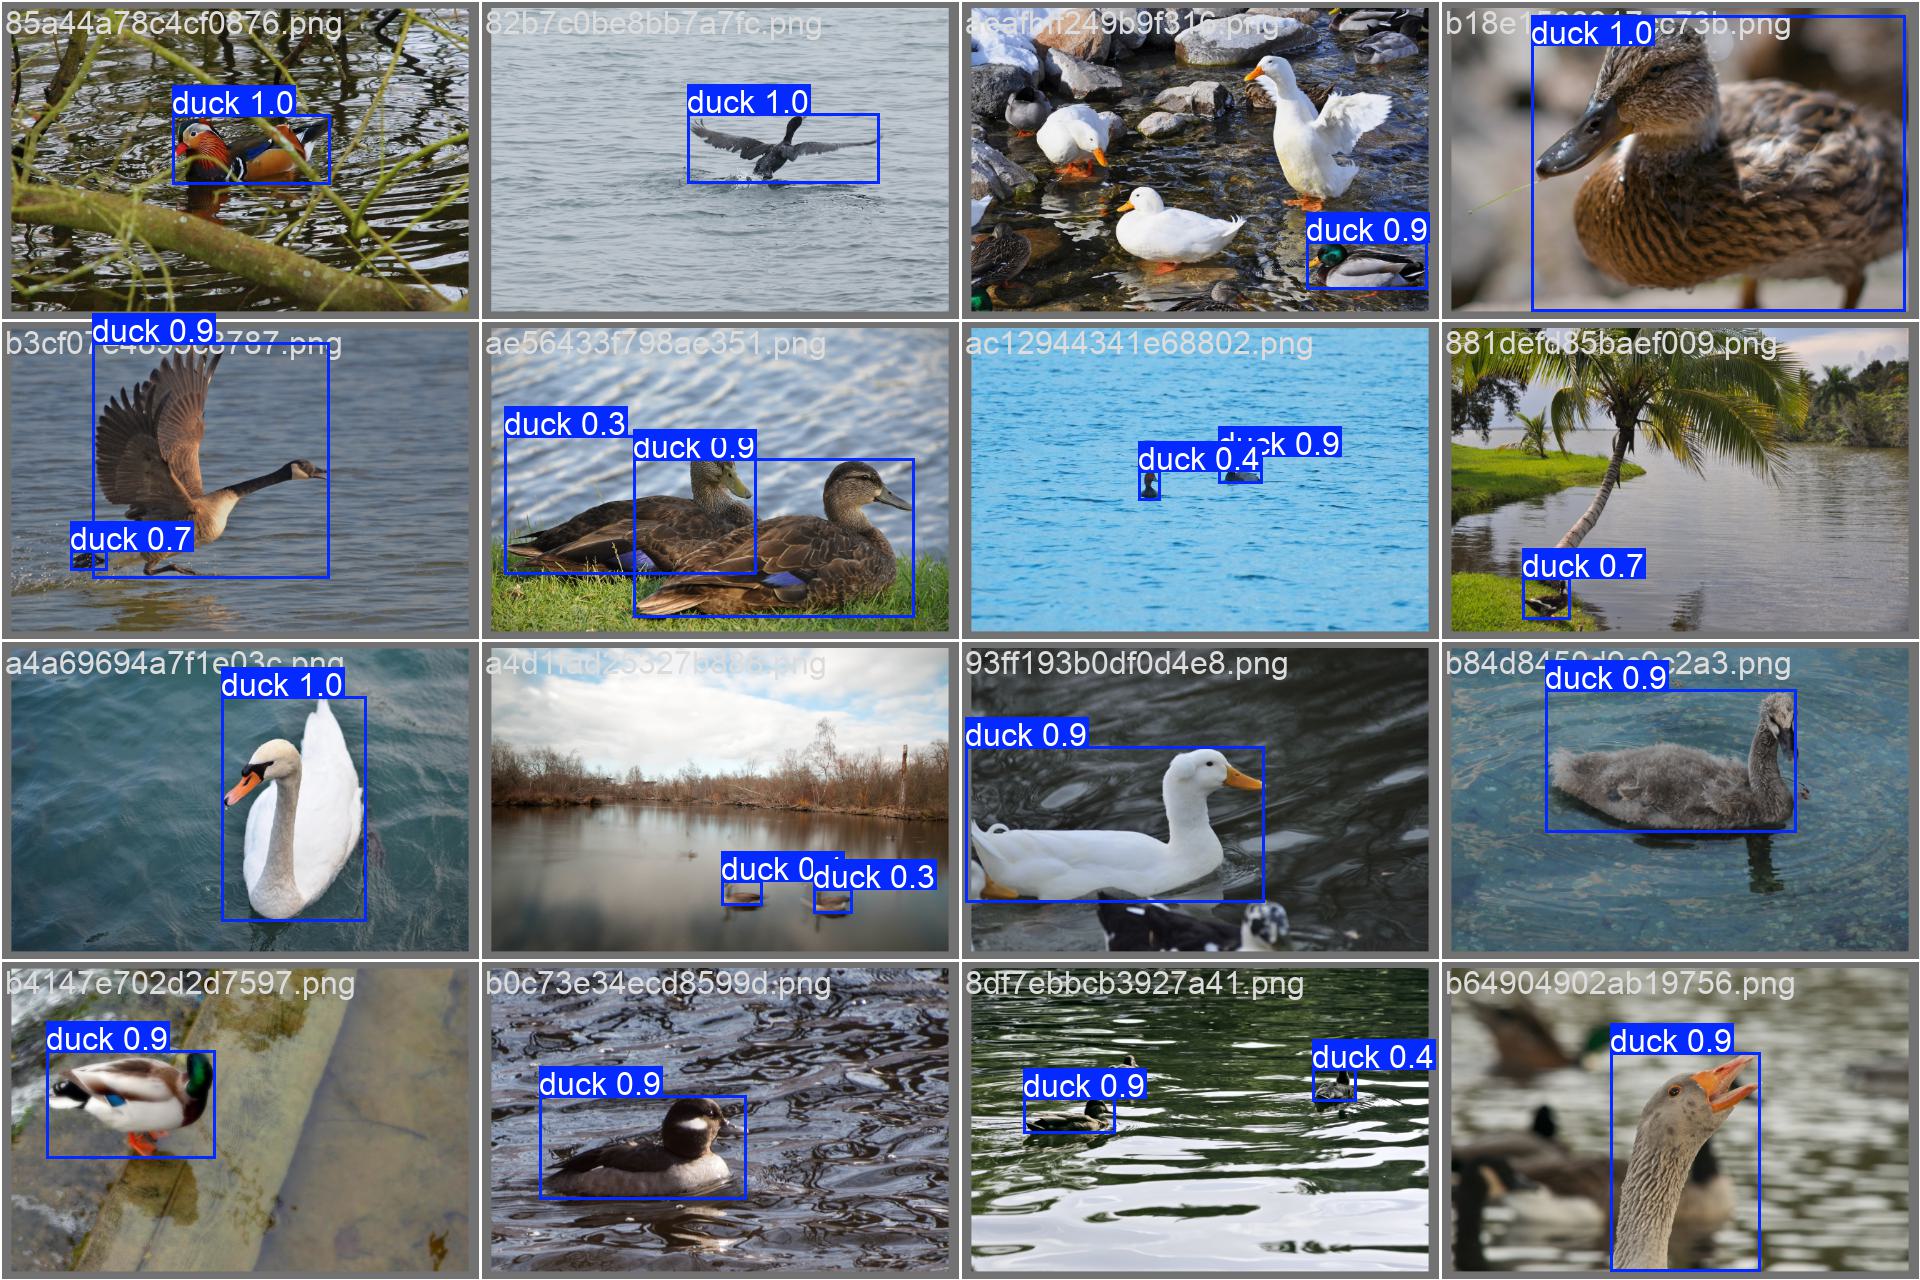 85a44a78c4cf0876.png
duck 1.0
82b7c0be8bb7a7fc.png
duck 1.0
duck 0.9
duck 1.0
duck 0.9
duck 0.7
ae56433f798ae351.png
duck 0.3
duck 0.9
ac12944341e68802.png
duck 0.4
duck 0.9
881defd85baef009.png
duck 0.7
a4a69694a7f1e03c.png
duck 1.0
duck 0.
duck 0.3
93ff193b0df0d4e8.png
duck 0.9
duck 0.9
b4147e702d2d7597.png
duck 0.9
b0c73e34ecd8599d.png
duck 0.9
8df7ebbcb3927a41.png
duck 0.9
duck 0.4
b64904902ab19756.png
duck 0.9